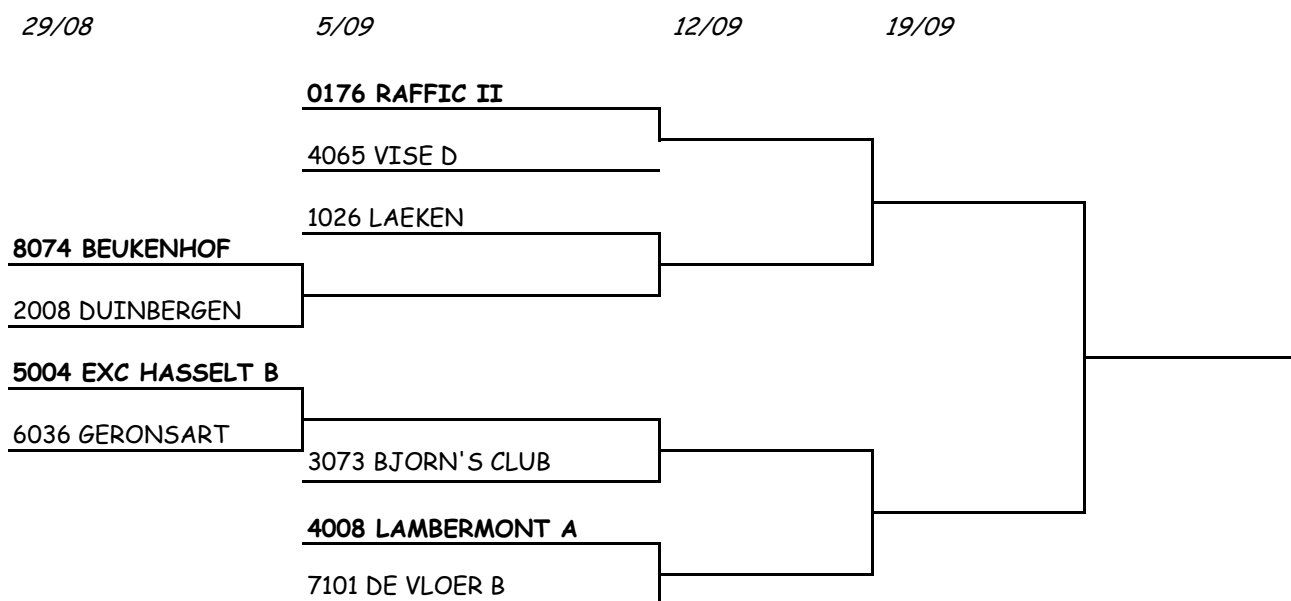 29/08 5/09 12/09 19/09
0176 RAFFIC II
4065 VISE D
1026 LAEKEN
8074 BEUKENHOF
2008 DUINBERGEN
5004 EXC HASSELT B
6036 GERONSART
3073 BJORN'S CLUB
4008 LAMBERMONT A
7101 DE VLOER B